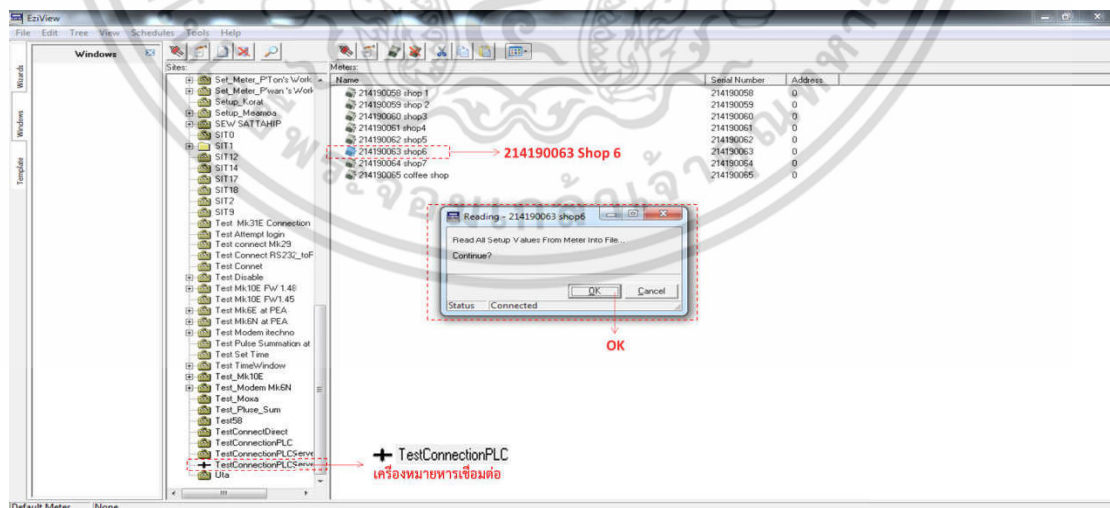 EziView
File Edit Tree View Schedules Tools Help
Windows
Wizards
Windows
Template
Sites:
Set_Meter_P'Ton's Work
Set_Meter_P'wan 's Work
Setup_Korat
Setup_Meamoa
SEW SATTAHIP
SIT0
SIT1
SIT12
SIT14
SIT17
SIT18
SIT2
SIT9
Test Mk31E Connection
Test Attempt login
Test connect Mk29
Test Connect RS232_toF
Test Connet
Test Disable
Test Mk10E FW 1.48
Test Mk10E FW1.45
Test Mk6E at PEA
Test Mk6N at PEA
Test Modem itechno
Test Pulse Summation at
Test Set Time
Test TimeWindow
Test_Mk10E
Test_Modem Mk6N
Test_Moxa
Test_Pluse_Sum
Test58
TestConnectDirect
TestConnectionPLC
TestConnectionPLCServe
TestConnectionPLCServe
Uta
Meters:
Name Serial Number Address
214190058 shop 1 214190058 0
214190059 shop 2 214190059 0
214190060 shop3 214190060 0
214190061 shop4 214190061 0
214190062 shop5 214190062 0
214190063 shop6 214190063 0
214190064 shop7 214190064 0
214190065 coffee shop 214190065 0
214190063 Shop 6
Reading - 214190063 shop6
Read All Setup Values From Meter Into File...
Continue?
OK Cancel
Status Connected
OK
TestConnectionPLC
เครื่องหมายหารเชื่อมต่อ
Default Meter None